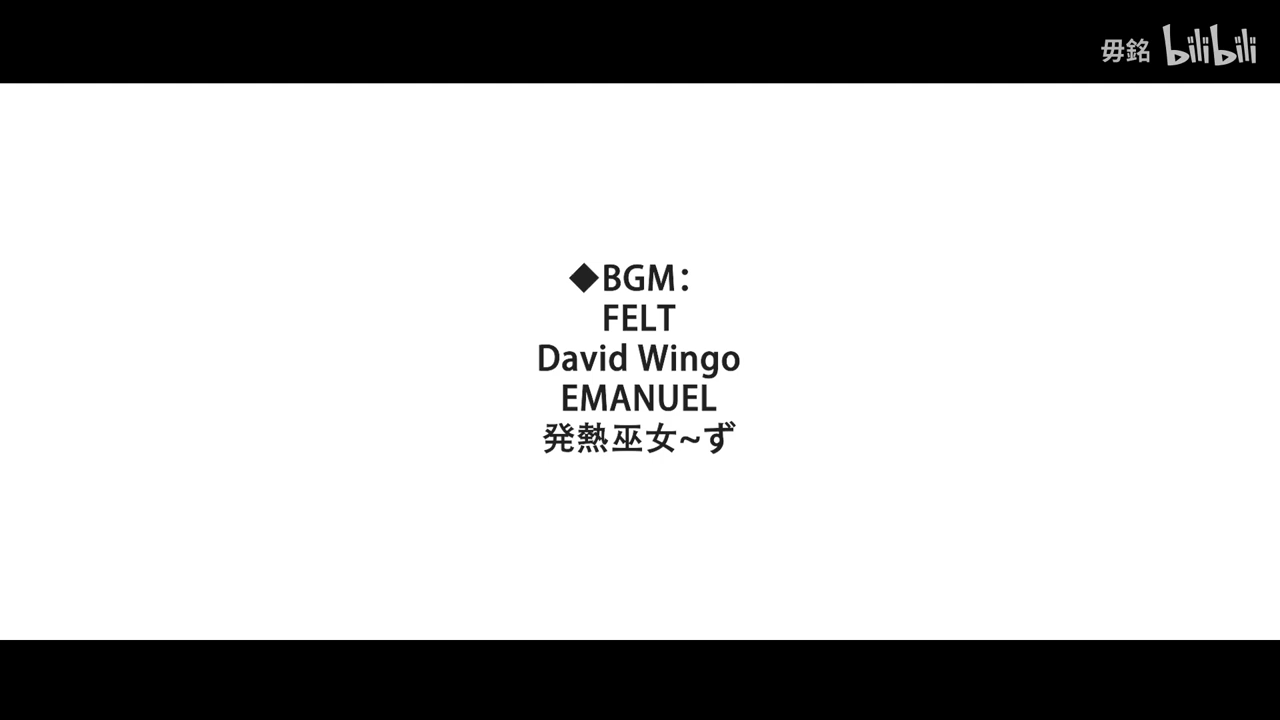 毋銘 bilibili
◆BGM：
FELT
David Wingo
EMANUEL
発熱巫女~ず